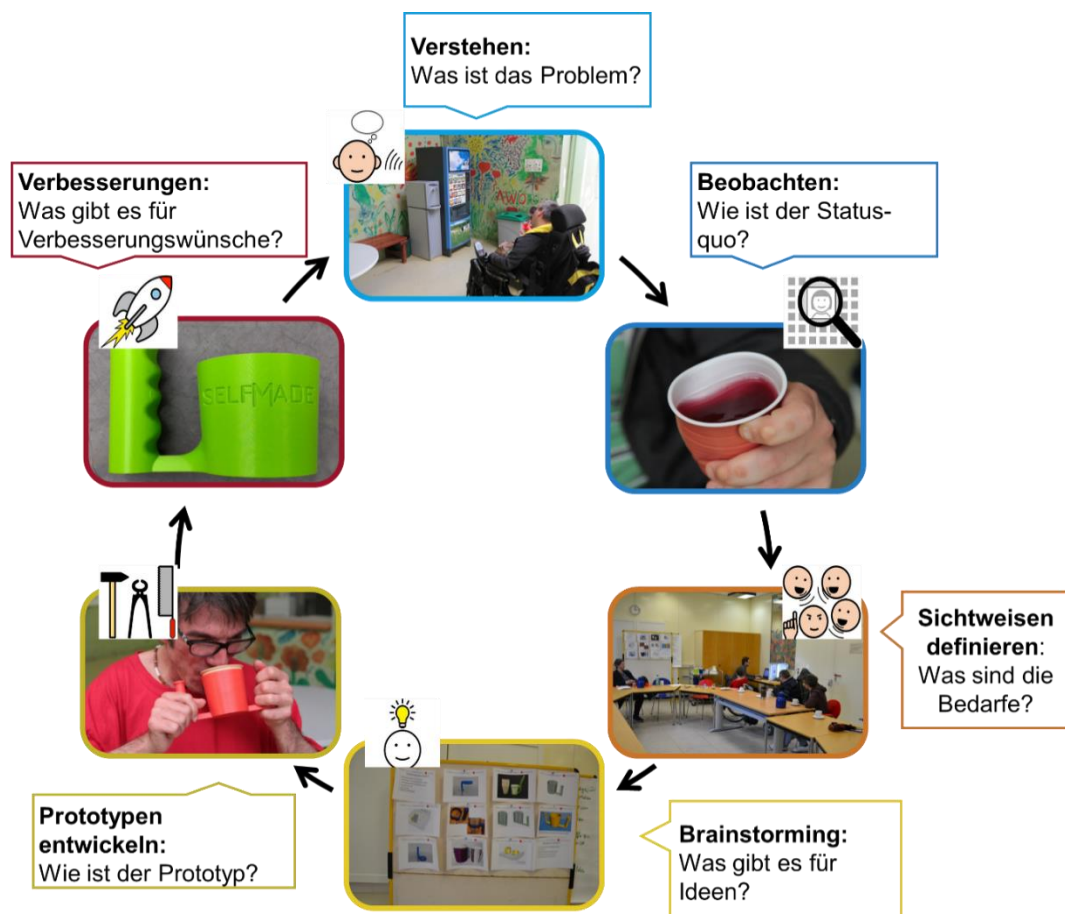 Verstehen:
Was ist das Problem?
Beobachten:
Wie ist der Status-
quo?
Sichtweisen
definieren:
Was sind die
Bedarfe?
Brainstorming:
Was gibt es für
Ideen?
Prototypen
entwickeln:
Wie ist der Prototyp?
Verbesserungen:
Was gibt es für
Verbesserungswünsche?
SELFMADE
AWO